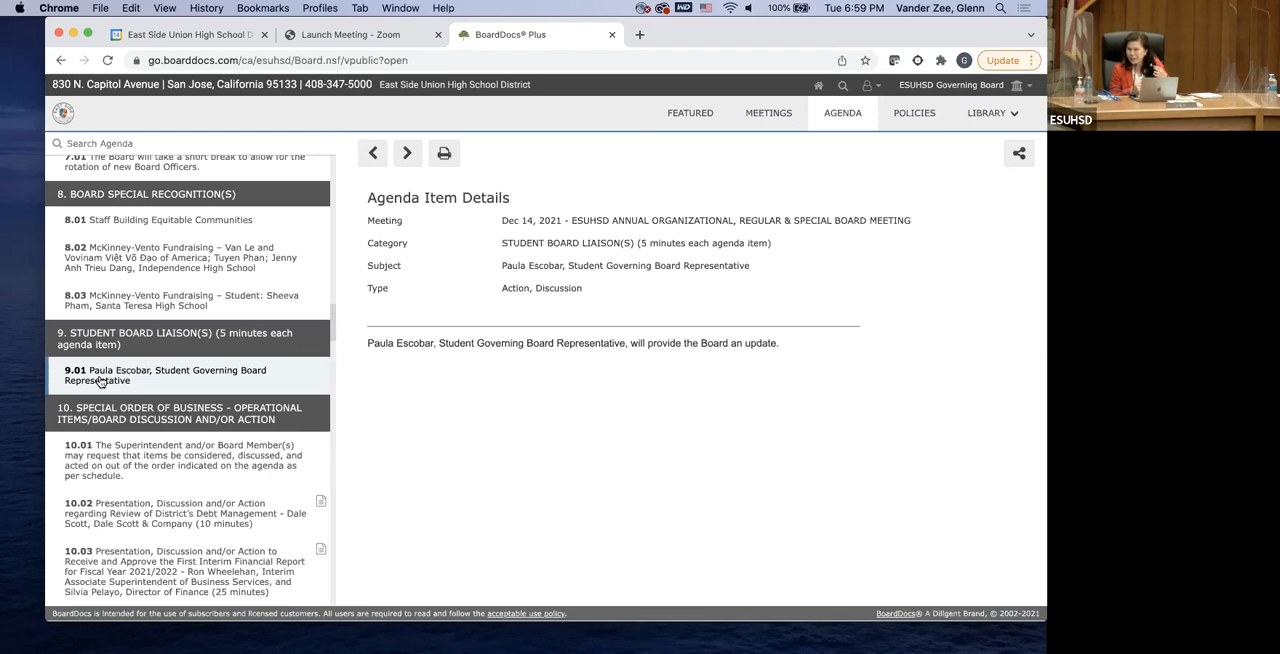 Chrome File Edit View History Bookmarks Profiles Tab Window Help 100% Tue 6:59 PM Vander Zee, Glenn
East Side Union High School D
Launch Meeting - Zoom
BoardDocs® Plus
go.boarddocs.com/ca/esuhsd/Board.nsf/vpublic?open
G Update
830 N. Capitol Avenue | San Jose, California 95133 | 408-347-5000 East Side Union High School District
ESUHSD Governing Board
FEATURED MEETINGS AGENDA POLICIES LIBRARY
Search Agenda
7.01 The Board will take a short break to allow for the
rotation of new Board Officers.
8. BOARD SPECIAL RECOGNITION(S)
8.01 Staff Building Equitable Communities
8.02 McKinney-Vento Fundraising – Van Le and
Vovinam Việt Võ Đạo of America; Tuyen Phan; Jenny
Anh Trieu Dang, Independence High School
8.03 McKinney-Vento Fundraising – Student: Sheeva
Pham, Santa Teresa High School
9. STUDENT BOARD LIAISON(S) (5 minutes each
agenda item)
9.01 Paula Escobar, Student Governing Board
Representative
10. SPECIAL ORDER OF BUSINESS - OPERATIONAL
ITEMS/BOARD DISCUSSION AND/OR ACTION
10.01 The Superintendent and/or Board Member(s)
may request that items be considered, discussed, and
acted on out of the order indicated on the agenda as
per schedule.
10.02 Presentation, Discussion and/or Action
regarding Review of District's Debt Management - Dale
Scott, Dale Scott & Company (10 minutes)
10.03 Presentation, Discussion and/or Action to
Receive and Approve the First Interim Financial Report
for Fiscal Year 2021/2022 - Ron Wheelehan, Interim
Associate Superintendent of Business Services, and
Silvia Pelayo, Director of Finance (25 minutes)
Agenda Item Details
Meeting Dec 14, 2021 - ESUHSD ANNUAL ORGANIZATIONAL, REGULAR & SPECIAL BOARD MEETING
Category STUDENT BOARD LIAISON(S) (5 minutes each agenda item)
Subject Paula Escobar, Student Governing Board Representative
Type Action, Discussion
Paula Escobar, Student Governing Board Representative, will provide the Board an update.
BoardDocs is intended for the use of subscribers and licensed customers. All users are required to read and follow the acceptable use policy.
BoardDocs® A Diligent Brand, © 2002-2021
ESUHSD